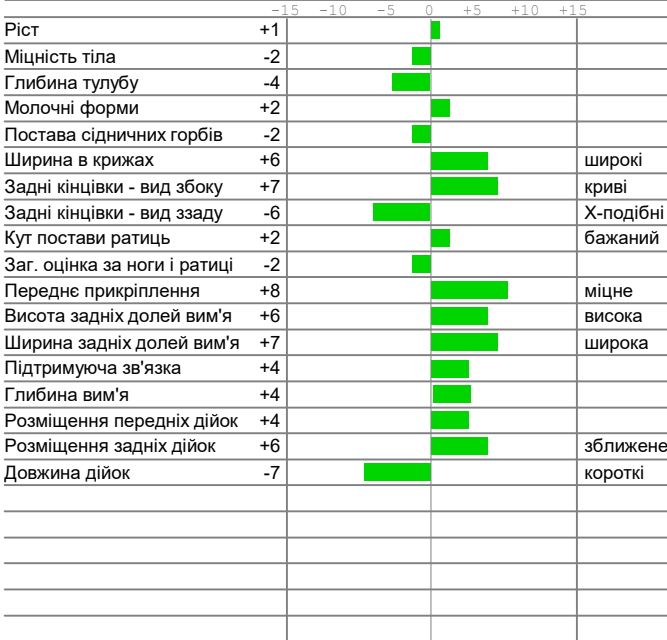 -15 -10 -5 0 +5 +10 +15
Ріст +1
Міцність тіла -2
Глибина тулубу -4
Молочні форми +2
Постава сідничних горбів -2
Ширина в крижах +6 широкі
Задні кінцівки - вид збоку +7 криві
Задні кінцівки - вид ззаду -6 Х-подібні
Кут постави ратиць +2 бажаний
Заг. оцінка за ноги і ратиці -2
Переднє прикріплення +8 міцне
Висота задніх долей вим'я +6 висока
Ширина задніх долей вим'я +7 широка
Підтримуюча зв'язка +4
Глибина вим'я +4
Розміщення передніх дійок +4
Розміщення задніх дійок +6 зближене
Довжина дійок -7 короткі